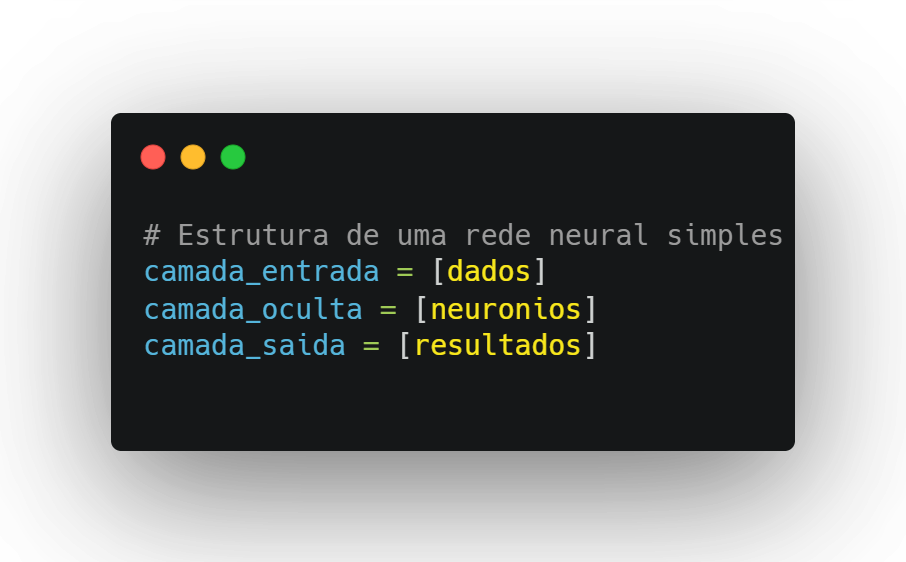 # Estrutura de uma rede neural simples
camada_entrada = [dados]
camada_oculta = [neuronios]
camada_saida = [resultados]